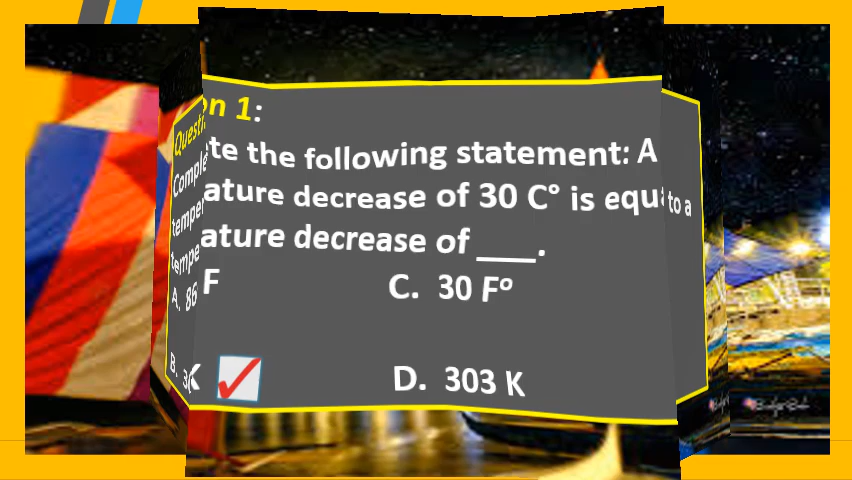 Question 1:
Complete the following statement: A
temperature decrease of 30 C° is equal to a
temperature decrease of ___.
A. 86 F
C. 30 Fº
B. 30 K
D. 303 K